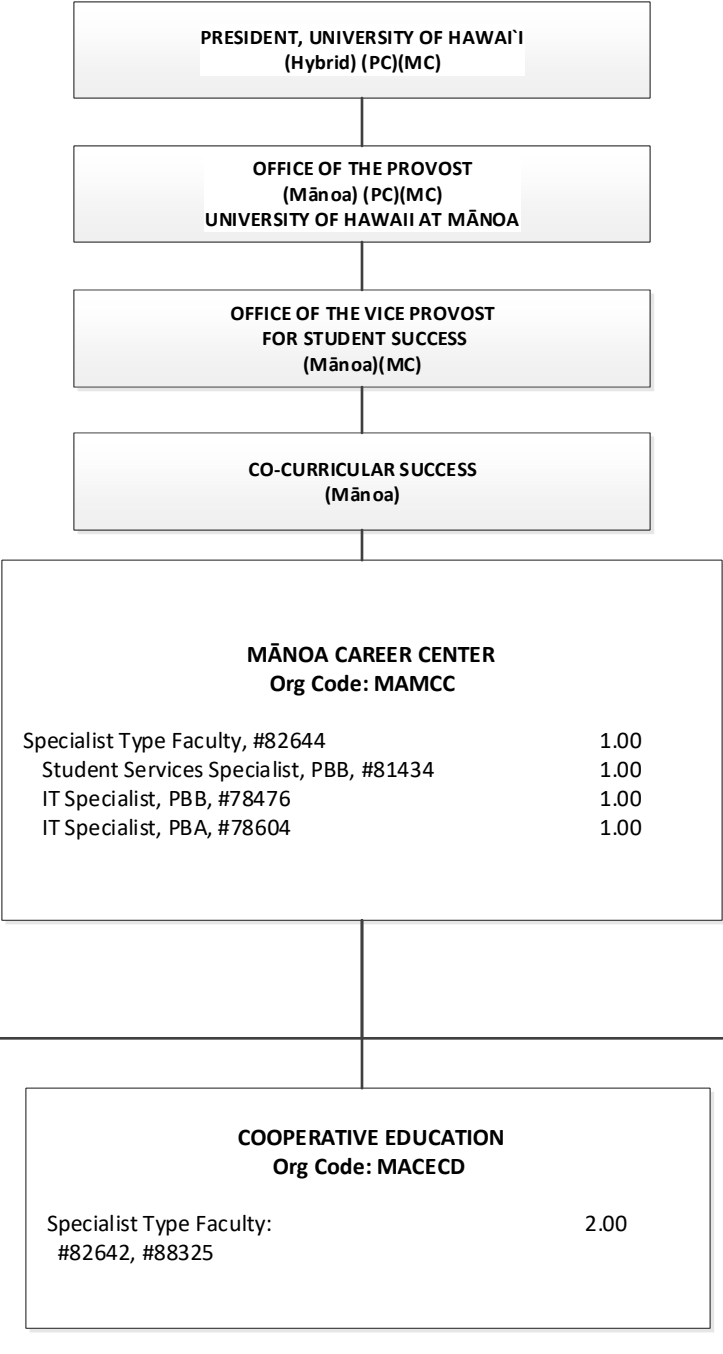 PRESIDENT, UNIVERSITY OF HAWAI`I
(Hybrid) (PC)(MC)
OFFICE OF THE PROVOST
(Mānoa) (PC)(MC)
UNIVERSITY OF HAWAII AT MĀNOA
OFFICE OF THE VICE PROVOST
FOR STUDENT SUCCESS
(Mānoa)(MC)
CO-CURRICULAR SUCCESS
(Mānoa)
MĀNOA CAREER CENTER
Org Code: MAMCC
Specialist Type Faculty, #82644 1.00
Student Services Specialist, PBB, #81434 1.00
IT Specialist, PBB, #78476 1.00
IT Specialist, PBA, #78604 1.00
COOPERATIVE EDUCATION
Org Code: MACECD
Specialist Type Faculty: 2.00
#82642, #88325